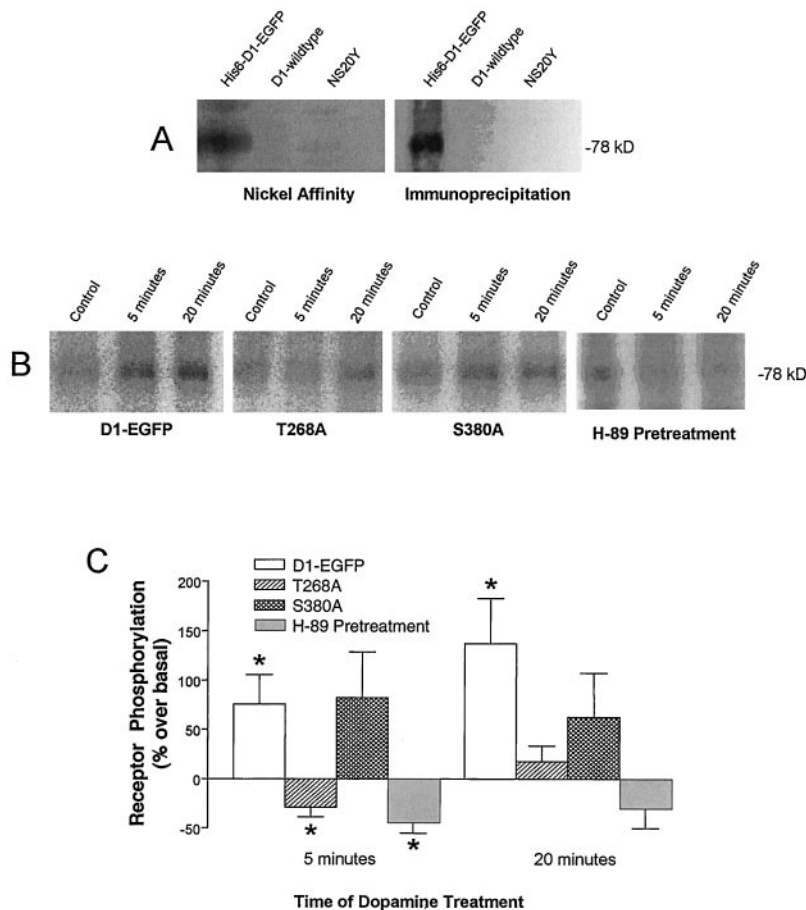 His6-D1-EGFP
D1-wildtype
NS20Y
His6-D1-EGFP
D1-wildtype
NS20Y
A
-78 kD
Nickel Affinity
Immunoprecipitation
Control
5 minutes
20 minutes
Control
5 minutes
20 minutes
Control
5 minutes
20 minutes
Control
5 minutes
20 minutes
B
-78 kD
D1-EGFP
T268A
S380A
H-89 Pretreatment
C
D1-EGFP
T268A
S380A
H-89 Pretreatment
Receptor Phosphorylation
(% over basal)
200
150
100
50
0
-50
*
*
*
*
5 minutes
20 minutes
Time of Dopamine Treatment